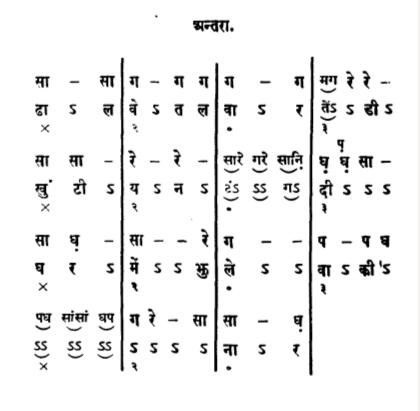 अन्तरा.
सा – सा | ग – ग ग | ग – ग | मग रे रे –
ढा ऽ ल | वे ऽ त ल | वा ऽ र | तेंऽ ऽ डी ऽ
× २ ० ३
प
सा सा – | रे – रे – | सारे गरे सानि़ | ध़ ध़ सा –
खुं टी ऽ | य ऽ न ऽ | टंऽ ऽऽ गऽ | दी ऽ ऽ ऽ
× २ ० ३
सा ध़ – | सा – – रे | ग – – | प – प ध
घ र ऽ | में ऽ ऽ झु | ले ऽ ऽ | वा ऽ की 'ऽ
× २ ० ३
पध सांसां धप | ग रे – सा | सा – ध़ |
ऽऽ ऽऽ ऽऽ | ऽ ऽ ऽ ऽ | ना ऽ र |
× २ ०